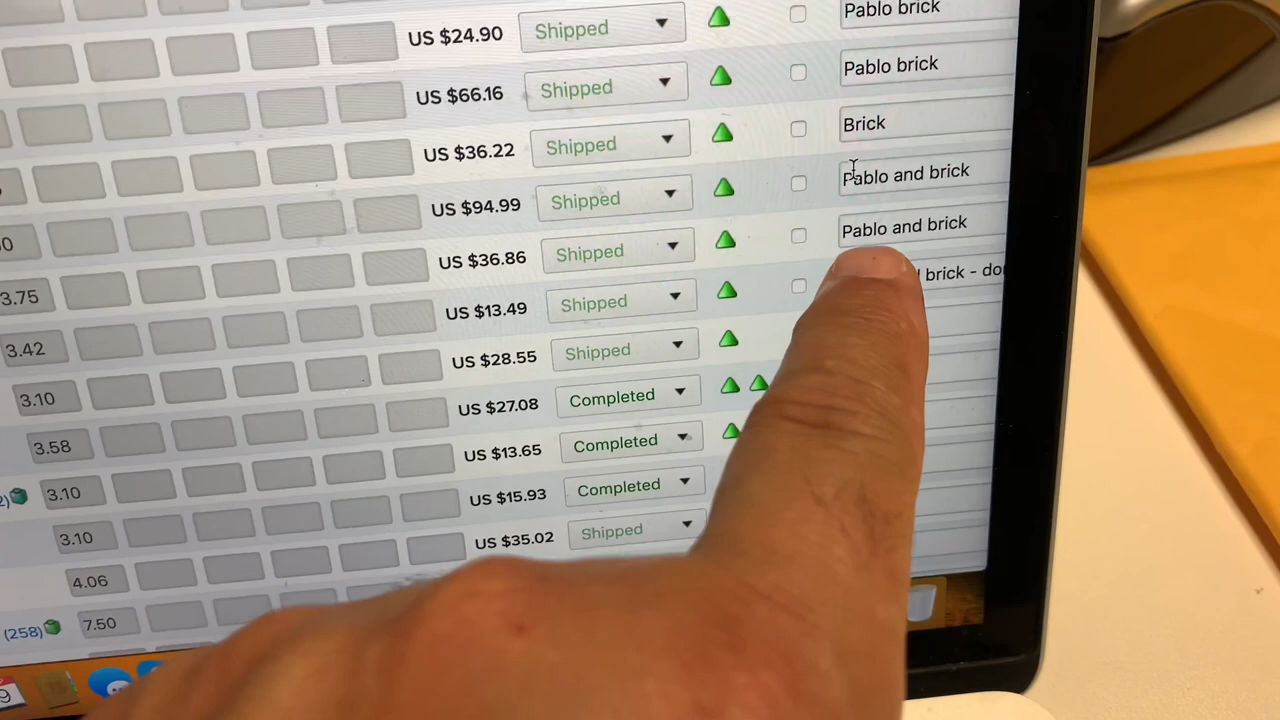 US $24.90 Shipped Pablo brick
US $66.16 Shipped Pablo brick
US $36.22 Shipped Brick
US $94.99 Shipped Pablo and brick
US $36.86 Shipped Pablo and brick
3.75 US $13.49 Shipped brick
3.42 US $28.55 Shipped
3.10 US $27.08 Completed
3.58 US $13.65 Completed
3.10 US $15.93 Completed
3.10 US $35.02 Shipped
4.06
(258) 7.50